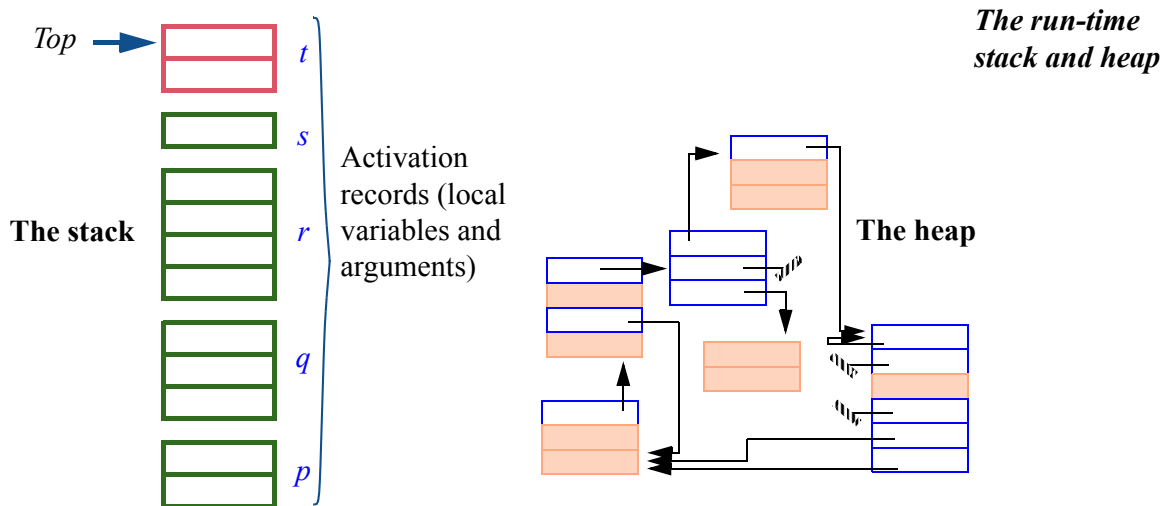 The run-time
stack and heap
Top
t
s
Activation
records (local
variables and
arguments)
The stack
r
The heap
q
p